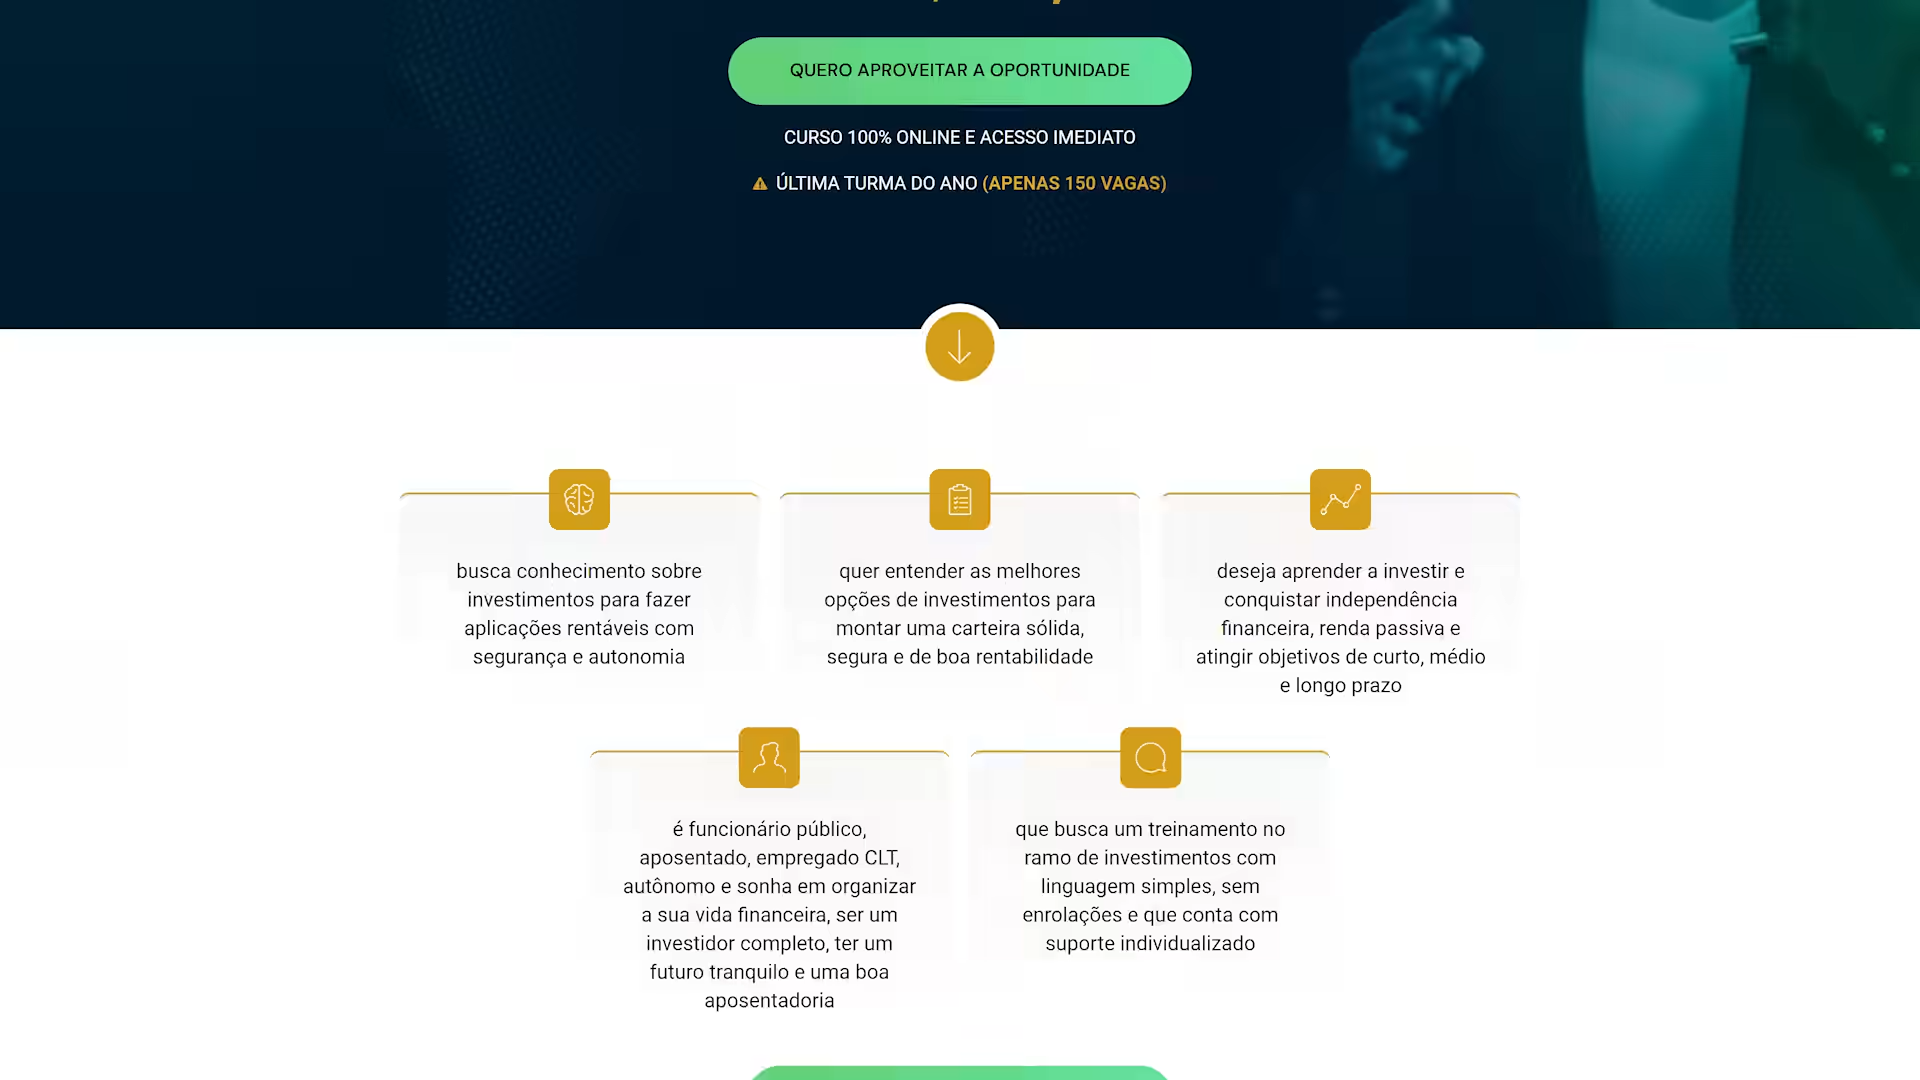 QUERO APROVEITAR A OPORTUNIDADE
CURSO 100% ONLINE E ACESSO IMEDIATO
ÚLTIMA TURMA DO ANO (APENAS 150 VAGAS)
busca conhecimento sobre
investimentos para fazer
aplicações rentáveis com
segurança e autonomia
quer entender as melhores
opções de investimentos para
montar uma carteira sólida,
segura e de boa rentabilidade
deseja aprender a investir e
conquistar independência
financeira, renda passiva e
atingir objetivos de curto, médio
e longo prazo
é funcionário público,
aposentado, empregado CLT,
autônomo e sonha em organizar
a sua vida financeira, ser um
investidor completo, ter um
futuro tranquilo e uma boa
aposentadoria
que busca um treinamento no
ramo de investimentos com
linguagem simples, sem
enrolações e que conta com
suporte individualizado